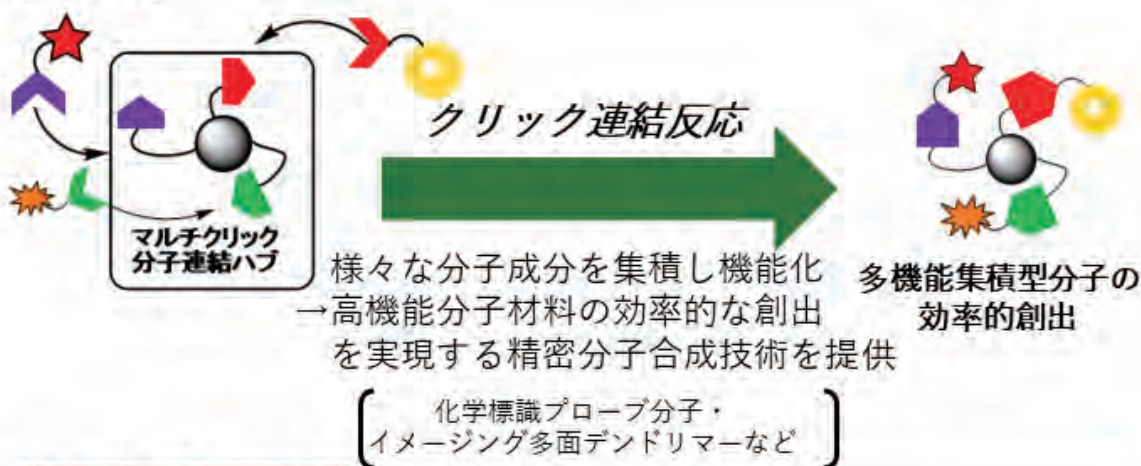 クリック連結反応
マルチクリック
分子連結ハブ
様々な分子成分を集積し機能化
→高機能分子材料の効率的な創出
を実現する精密分子合成技術を提供
化学標識プローブ分子・
イメージング多面デンドリマーなど
多機能集積型分子の
効率的創出